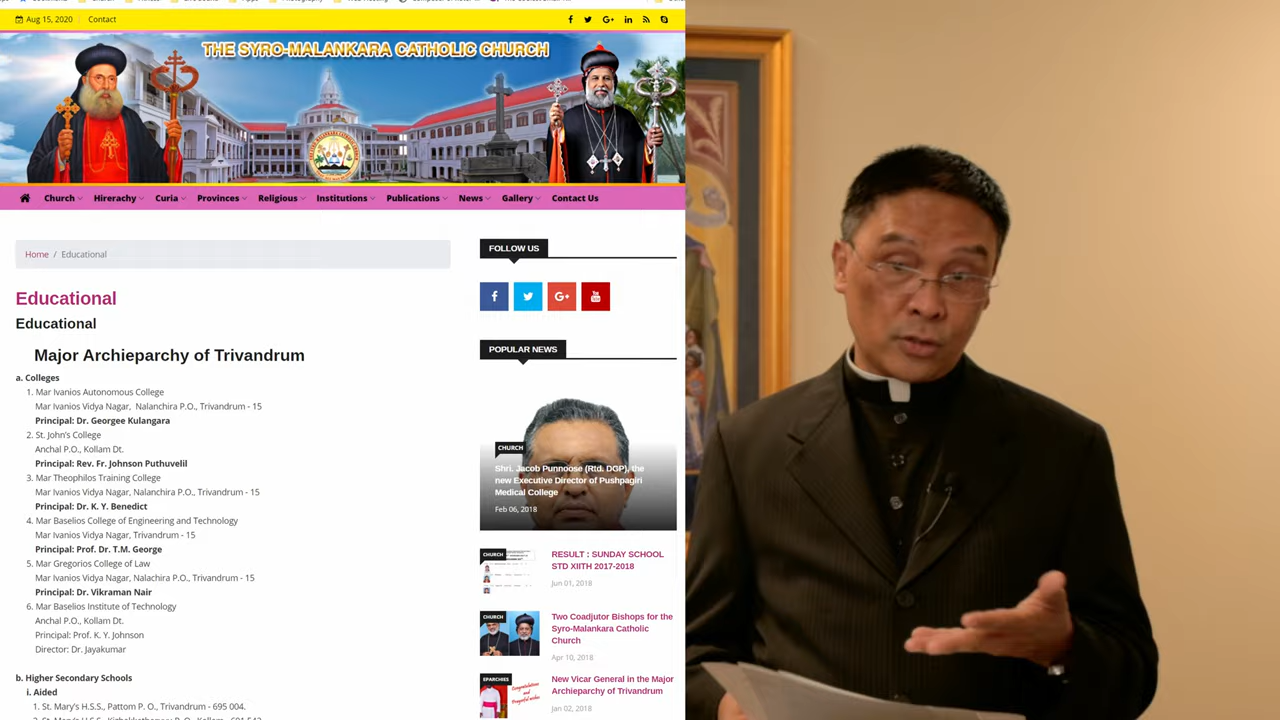 Aug 15, 2020
Contact
THE SYRO-MALANKARA CATHOLIC CHURCH
Church
Hirerachy
Curia
Provinces
Religious
Institutions
Publications
News
Gallery
Contact Us
Home / Educational
Educational
Educational
Major Archieparchy of Trivandrum
a. Colleges
1. Mar Ivanios Autonomous College
Mar Ivanios Vidya Nagar, Nalanchira P.O., Trivandrum - 15
Principal: Dr. Georgee Kulangara
2. St. John's College
Anchal P.O., Kollam Dt.
Principal: Rev. Fr. Johnson Puthuvelil
3. Mar Theophilos Training College
Mar Ivanios Vidya Nagar, Nalanchira P.O., Trivandrum - 15
Principal: Dr. K. Y. Benedict
4. Mar Baselios College of Engineering and Technology
Mar Ivanios Vidya Nagar, Trivandrum - 15
Principal: Prof. Dr. T.M. George
5. Mar Gregorios College of Law
Mar Ivanios Vidya Nagar, Nalachira P.O., Trivandrum - 15
Principal: Dr. Vikraman Nair
6. Mar Baselios Institute of Technology
Anchal P.O., Kollam Dt.
Principal: Prof. K. Y. Johnson
Director: Dr. Jayakumar
b. Higher Secondary Schools
i. Aided
1. St. Mary's H.S.S., Pattom P. O., Trivandrum - 695 004.
FOLLOW US
You Tube
POPULAR NEWS
CHURCH
Shri. Jacob Punnoose (Rtd. DGP), the
new Executive Director of Pushpagiri
Medical College
Feb 06, 2018
CHURCH
RESULT : SUNDAY SCHOOL
STD XIITH 2017-2018
Jun 01, 2018
CHURCH
Two Coadjutor Bishops for the
Syro-Malankara Catholic
Church
Apr 10, 2018
EPARCHIES
New Vicar General in the Major
Archieparchy of Trivandrum
Jan 02, 2018